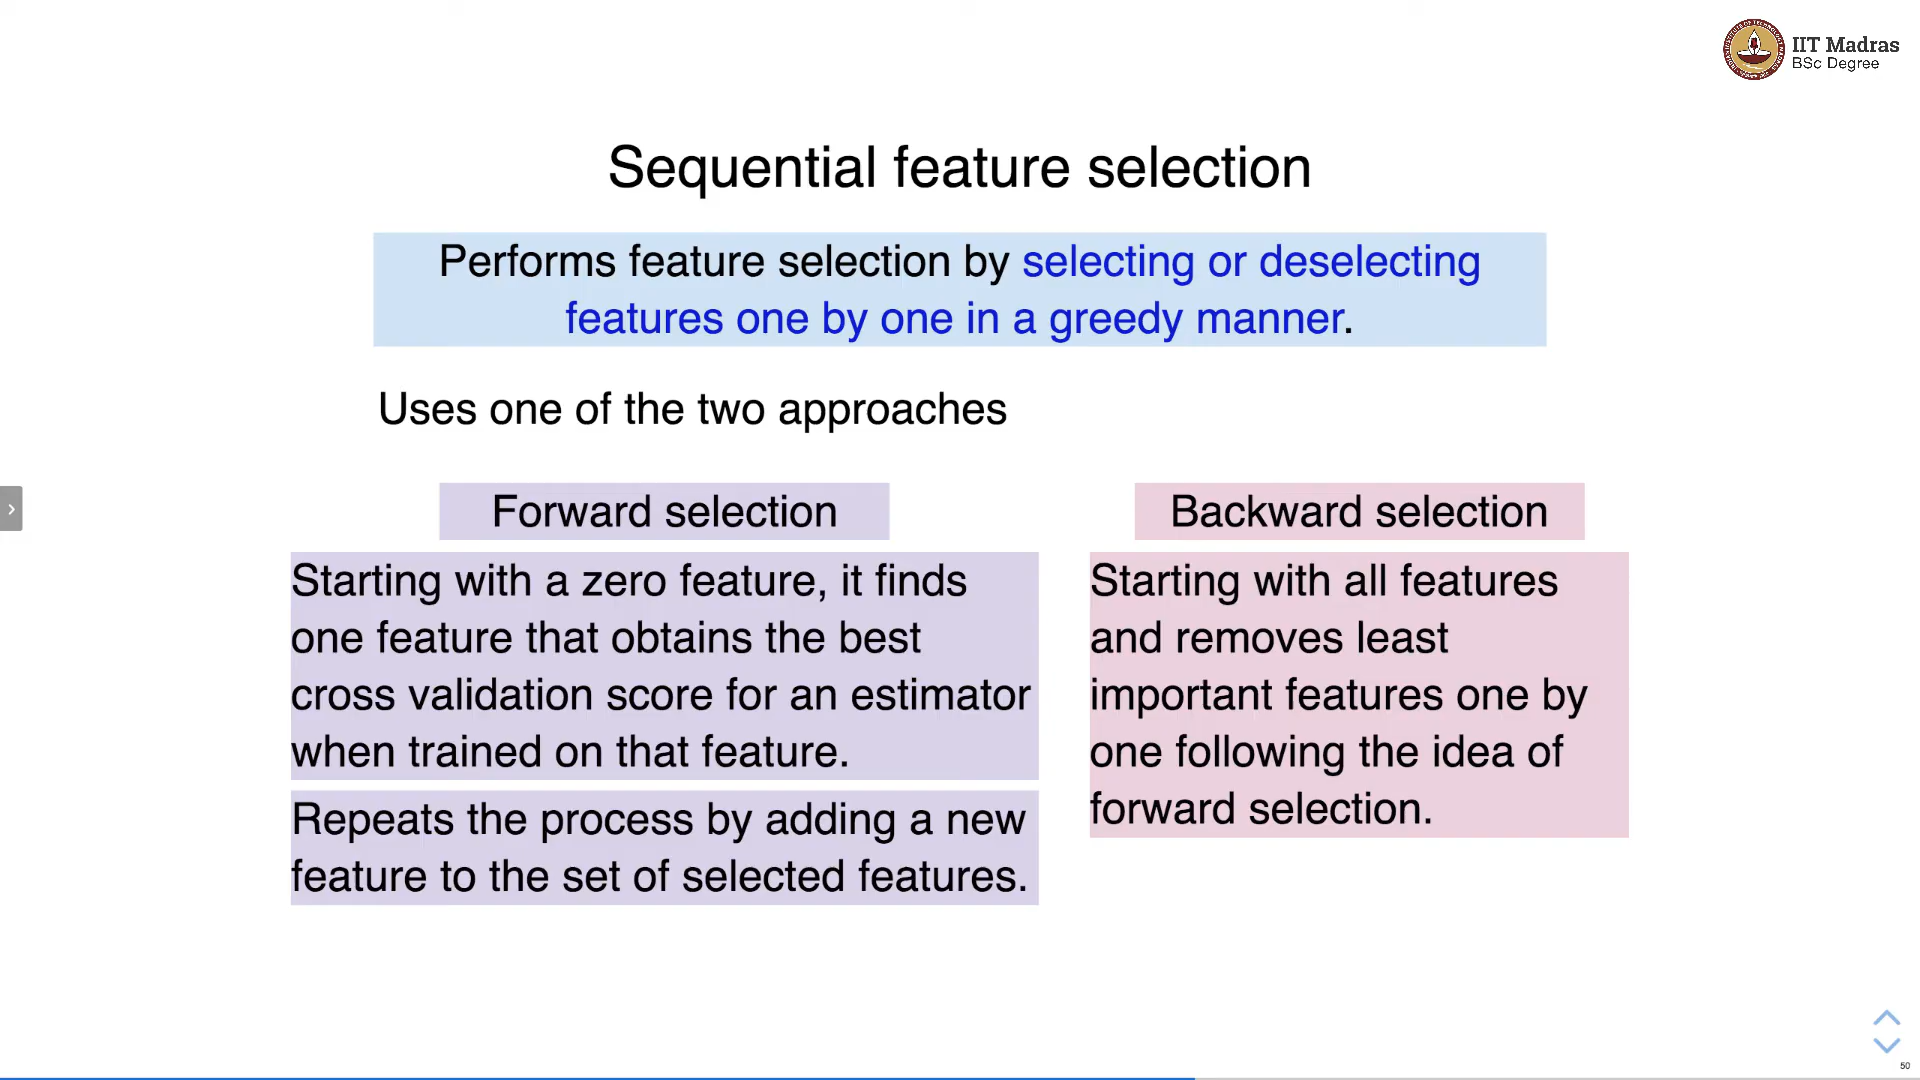 IIT Madras
BSc Degree
Sequential feature selection
Performs feature selection by selecting or deselecting
features one by one in a greedy manner.
Uses one of the two approaches
Forward selection
Starting with a zero feature, it finds
one feature that obtains the best
cross validation score for an estimator
when trained on that feature.
Repeats the process by adding a new
feature to the set of selected features.
Backward selection
Starting with all features
and removes least
important features one by
one following the idea of
forward selection.
50